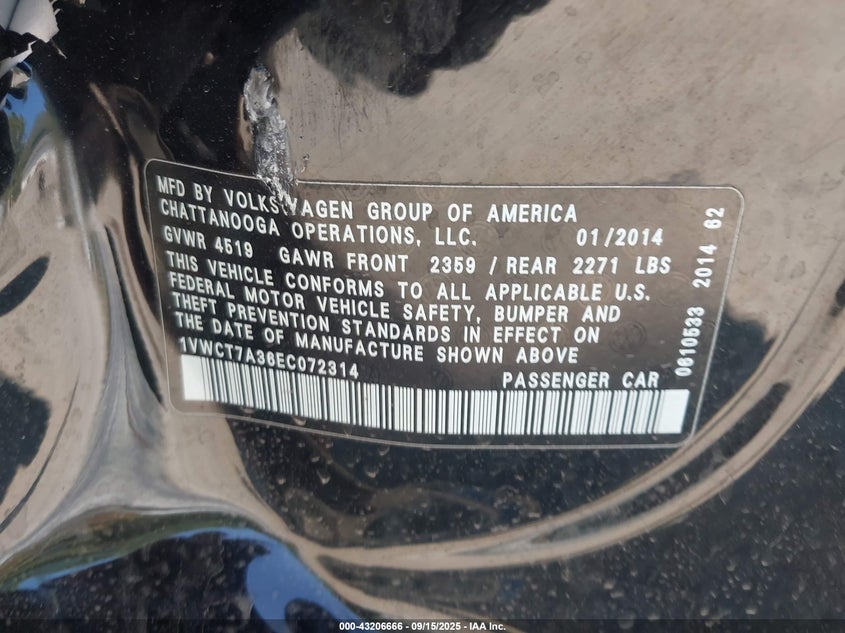 MFD BY VOLKSWAGEN GROUP OF AMERICA
CHATTANOOGA OPERATIONS, LLC. 01/2014
GVWR 4519 GAWR FRONT 2359 / REAR 2271 LBS
THIS VEHICLE CONFORMS TO ALL APPLICABLE U.S.
FEDERAL MOTOR VEHICLE SAFETY, BUMPER AND
THEFT PREVENTION STANDARDS IN EFFECT ON
THE DATE OF MANUFACTURE SHOWN ABOVE
1VWCT7A36EC072314 PASSENGER CAR
0610533 2014 62
000-43206666 - 09/15/2025 - IAA Inc.